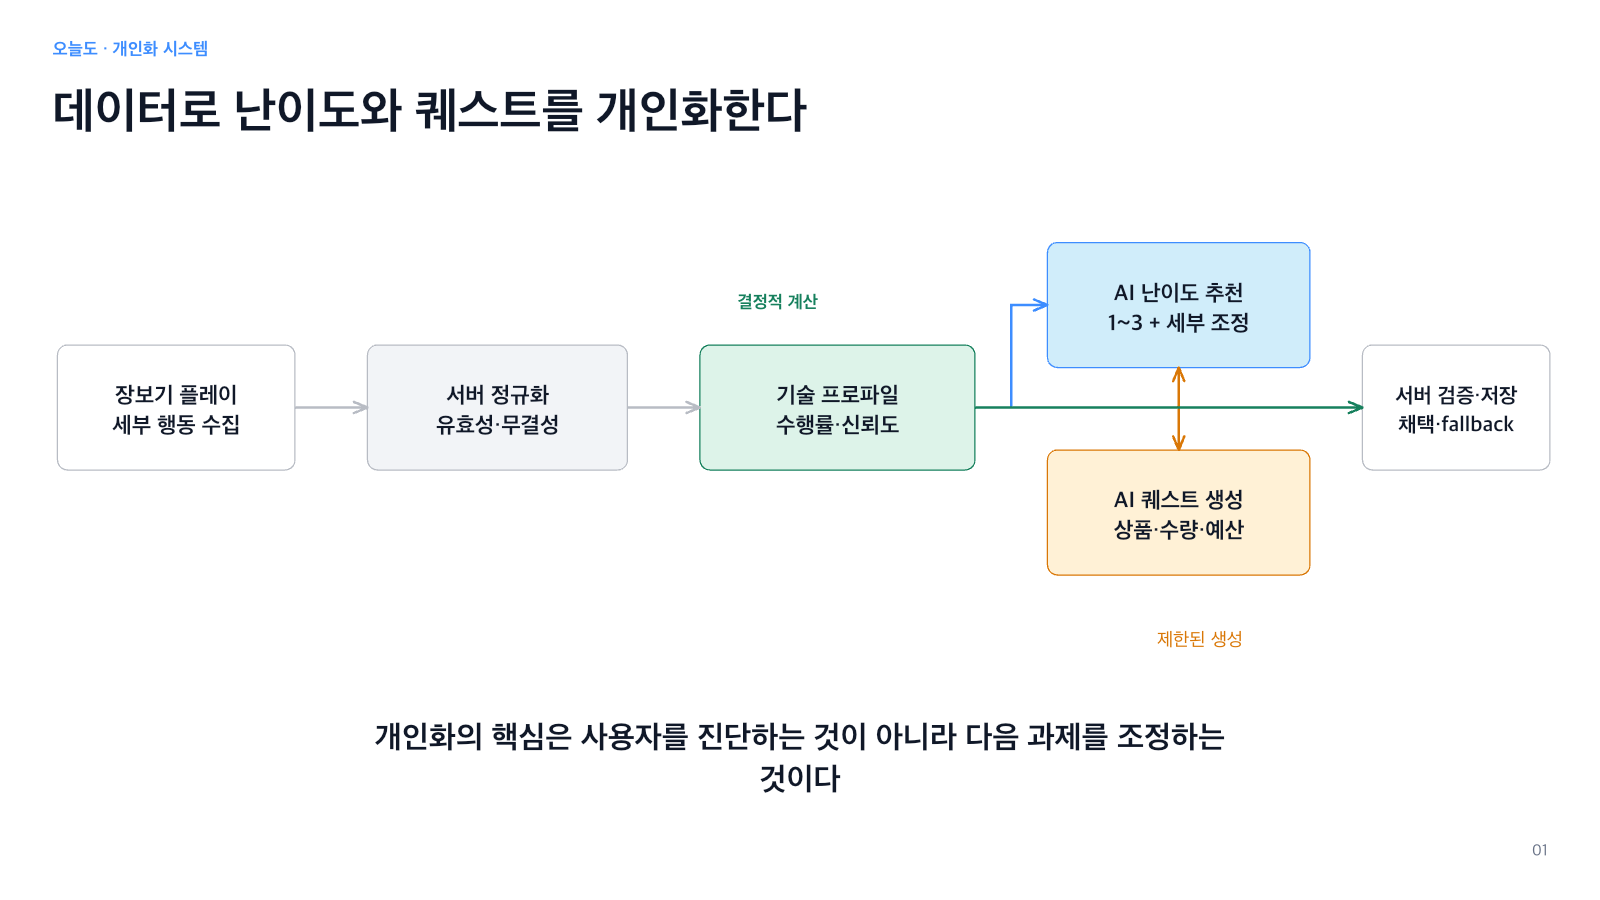 오늘도 · 개인화 시스템
데이터로 난이도와 퀘스트를 개인화한다
결정적 계산
장보기 플레이
세부 행동 수집
서버 정규화
유효성·무결성
기술 프로파일
수행률·신뢰도
AI 난이도 추천
1~3 + 세부 조정
AI 퀘스트 생성
상품·수량·예산
서버 검증·저장
채택·fallback
제한된 생성
개인화의 핵심은 사용자를 진단하는 것이 아니라 다음 과제를 조정하는
것이다
01